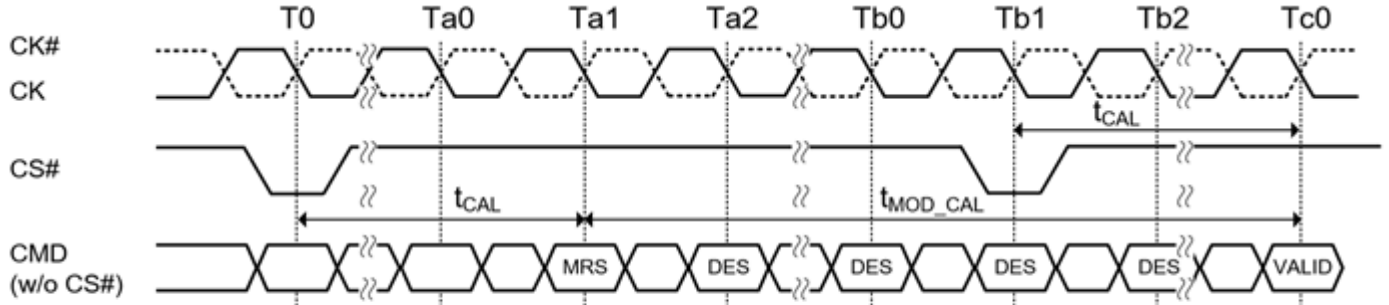 T0 Ta0 Ta1 Ta2 Tb0 Tb1 Tb2 Tc0
CK#
CK
tCAL
CS#
tCAL tMOD_CAL
CMD MRS DES DES DES DES VALID
(w/o CS#)